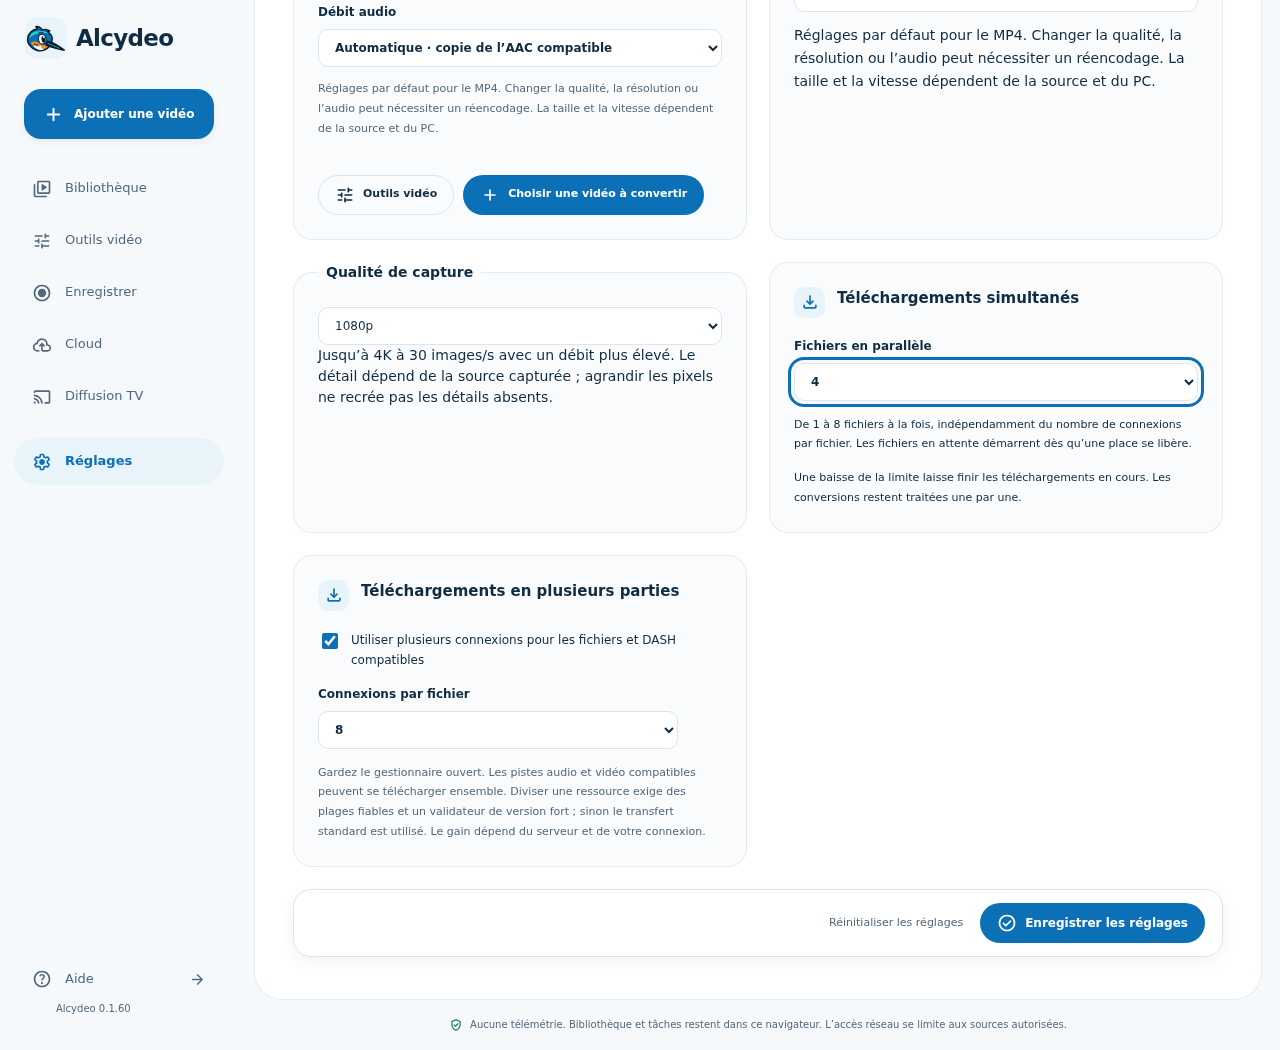 Alcydeo
Ajouter une vidéo
Bibliothèque
Outils vidéo
Enregistrer
Cloud
Diffusion TV
Réglages
Aide
Alcydeo 0.1.60
Débit audio
Automatique · copie de l’AAC compatible
Réglages par défaut pour le MP4. Changer la qualité, la résolution ou
l’audio peut nécessiter un réencodage. La taille et la vitesse dépendent
de la source et du PC.
Outils vidéo
Choisir une vidéo à convertir
Réglages par défaut pour le MP4. Changer la qualité, la
résolution ou l’audio peut nécessiter un réencodage. La
taille et la vitesse dépendent de la source et du PC.
Qualité de capture
1080p
Jusqu’à 4K à 30 images/s avec un débit plus élevé. Le
détail dépend de la source capturée ; agrandir les pixels
ne recrée pas les détails absents.
Téléchargements simultanés
Fichiers en parallèle
4
De 1 à 8 fichiers à la fois, indépendamment du nombre de connexions
par fichier. Les fichiers en attente démarrent dès qu’une place se libère.
Une baisse de la limite laisse finir les téléchargements en cours. Les
conversions restent traitées une par une.
Téléchargements en plusieurs parties
Utiliser plusieurs connexions pour les fichiers et DASH
compatibles
Connexions par fichier
8
Gardez le gestionnaire ouvert. Les pistes audio et vidéo compatibles
peuvent se télécharger ensemble. Diviser une ressource exige des
plages fiables et un validateur de version fort ; sinon le transfert
standard est utilisé. Le gain dépend du serveur et de votre connexion.
Réinitialiser les réglages
Enregistrer les réglages
Aucune télémétrie. Bibliothèque et tâches restent dans ce navigateur. L’accès réseau se limite aux sources autorisées.